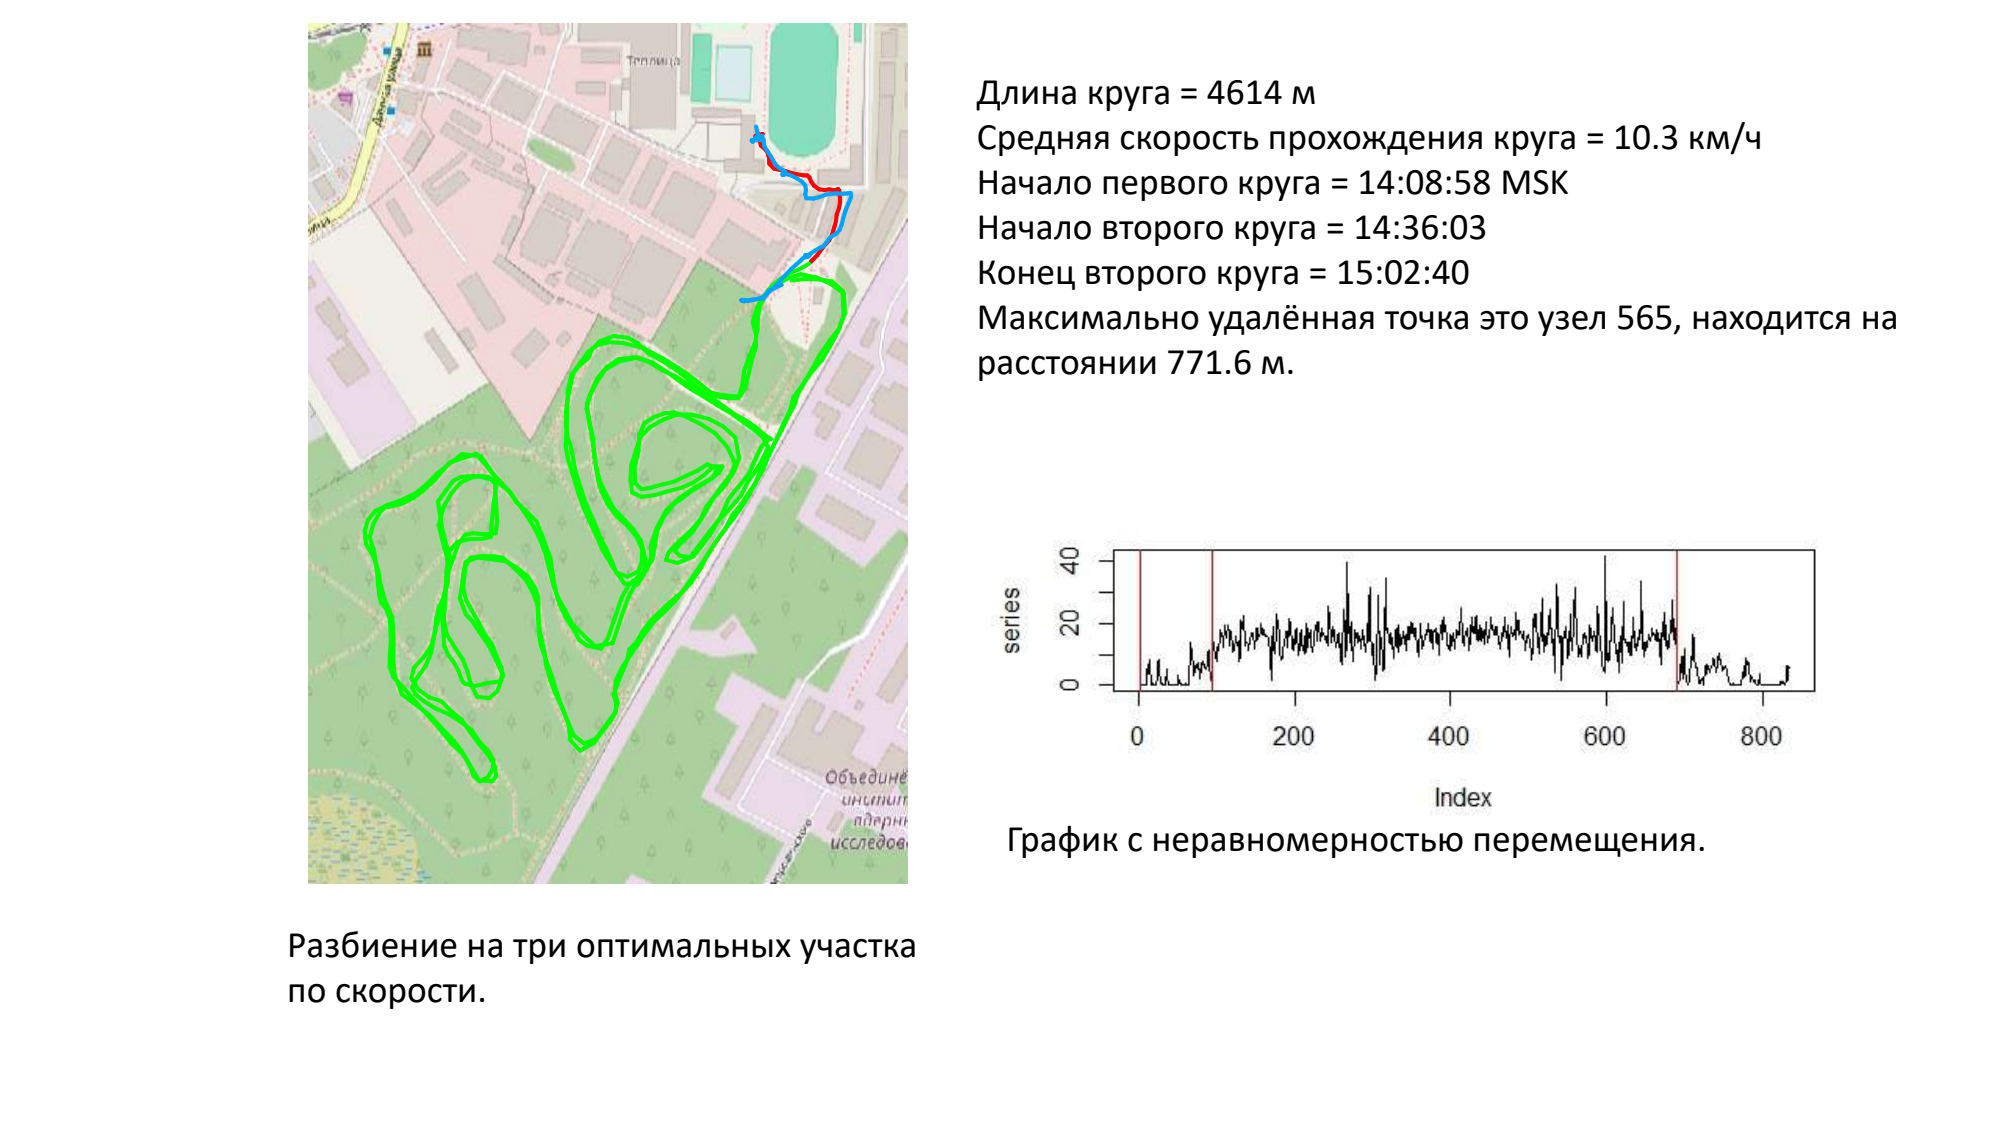 Теплица
Длина круга = 4614 м
Средняя скорость прохождения круга = 10.3 км/ч
Начало первого круга = 14:08:58 MSK
Начало второго круга = 14:36:03
Конец второго круга = 15:02:40
Максимально удалённая точка это узел 565, находится на
расстоянии 771.6 м.
series
0 20 40
0 200 400 600 800
Index
График с неравномерностью перемещения.
Объединё
институт
ядерн
исследов
Разбиение на три оптимальных участка
по скорости.